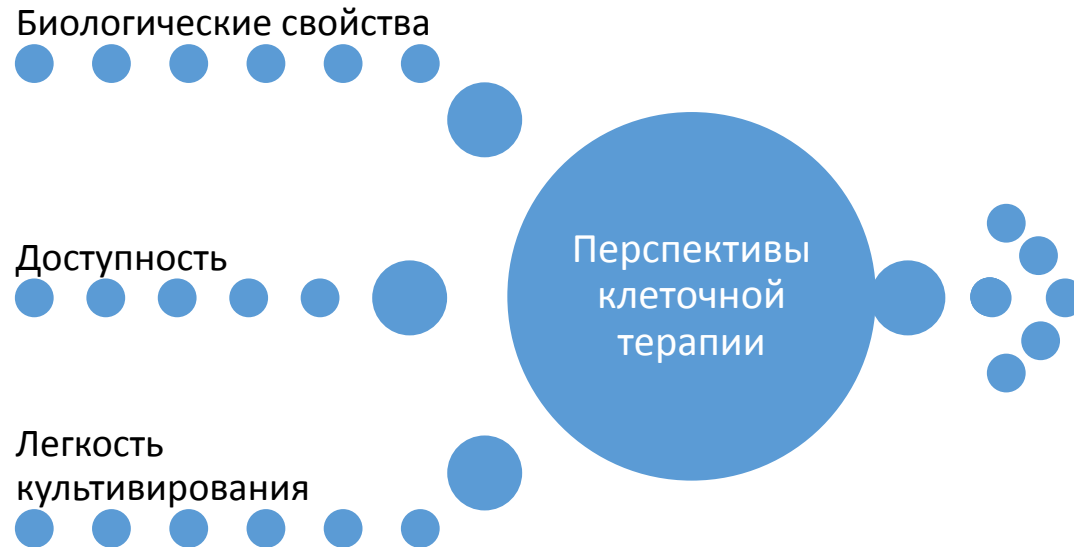 Биологические свойства
Доступность
Легкость
культивирования
Перспективы
клеточной
терапии